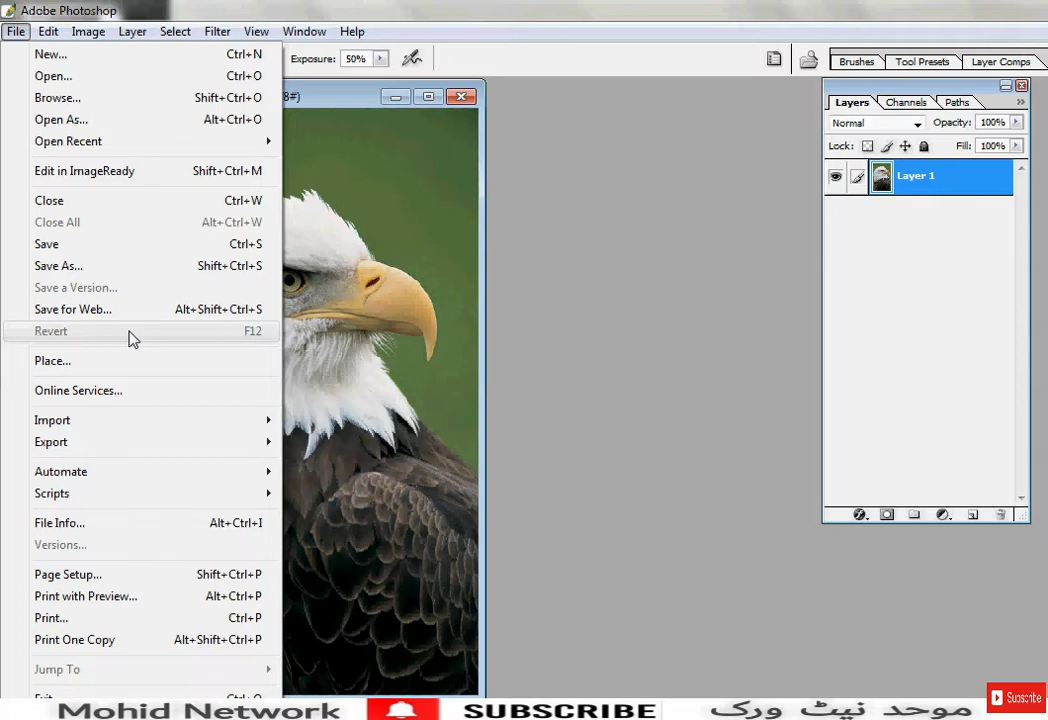 Adobe Photoshop
File Edit Image Layer Select Filter View Window Help
New... Ctrl+N
Exposure: 50%
Brushes Tool Presets Layer Comps
Open... Ctrl+O
Browse... Shift+Ctrl+O
8#)
Layers Channels Paths
Open As... Alt+Ctrl+O
Normal Opacity: 100%
Open Recent
Lock: Fill: 100%
Edit in ImageReady Shift+Ctrl+M
Layer 1
Close Ctrl+W
Close All Alt+Ctrl+W
Save Ctrl+S
Save As... Shift+Ctrl+S
Save a Version...
Save for Web... Alt+Shift+Ctrl+S
Revert F12
Place...
Online Services...
Import
Export
Automate
Scripts
File Info... Alt+Ctrl+I
Versions...
Page Setup... Shift+Ctrl+P
Print with Preview... Alt+Ctrl+P
Print... Ctrl+P
Print One Copy Alt+Shift+Ctrl+P
Jump To
Exit Ctrl+Q
Subscribe
Mohid Network SUBSCRIBE موحد نیٹ ورک